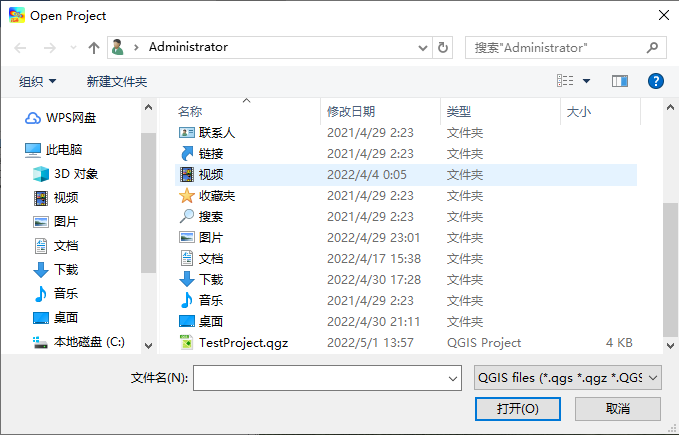 Open Project
Administrator
搜索"Administrator"
组织
新建文件夹
WPS网盘
此电脑
3D 对象
视频
图片
文档
下载
音乐
桌面
本地磁盘 (C:)
名称 修改日期 类型 大小
联系人 2021/4/29 2:23 文件夹
链接 2021/4/29 2:23 文件夹
视频 2022/4/4 0:05 文件夹
收藏夹 2021/4/29 2:23 文件夹
搜索 2021/4/29 2:23 文件夹
图片 2022/4/29 23:01 文件夹
文档 2022/4/17 15:38 文件夹
下载 2022/4/30 17:28 文件夹
音乐 2021/4/29 2:23 文件夹
桌面 2022/4/30 21:11 文件夹
TestProject.qgz 2022/5/1 13:57 QGIS Project 4 KB
文件名(N):
QGIS files (*.qgs *.qgz *.QGS
打开(O)
取消